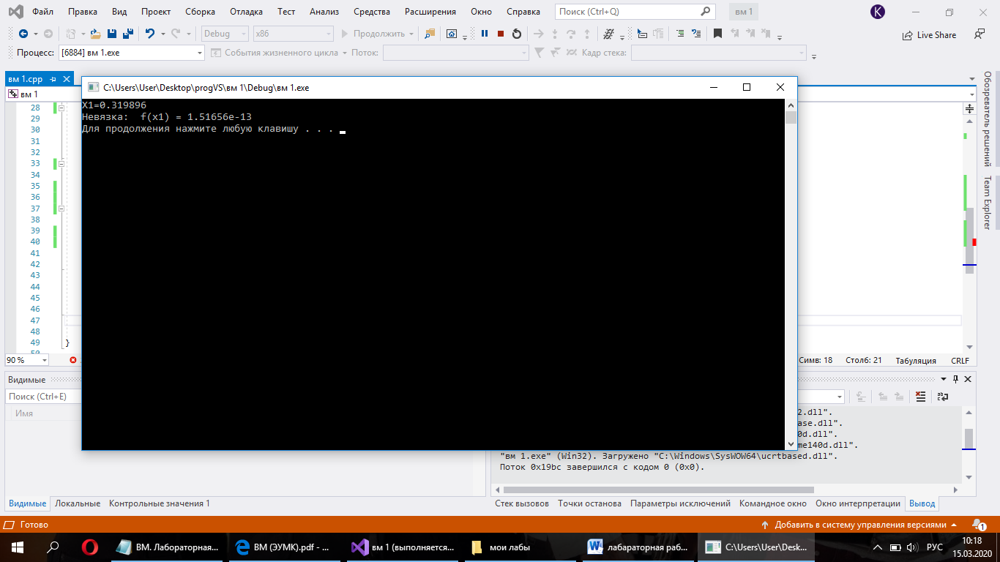 Файл Правка Вид Проект Сборка Отладка Тест Анализ Средства Расширения Окно Справка Поиск (Ctrl+Q) вм 1 K
Debug x86 Продолжить Live Share
Процесс: [6884] вм 1.exe События жизненного цикла Поток: Кадр стека:
вм 1.cpp
вм 1
C:\Users\User\Desktop\progVS\вм 1\Debug\вм 1.exe
X1=0.319896
Невязка:  f(x1) = 1.51656e-13
Для продолжения нажмите любую клавишу . . .
28
29
30
31
32
33
34
35
36
37
38
39
40
41
42
43
44
45
46
47
48
49 }
50
Обозреватель решений
Team Explorer
90 % Симв: 18 Столб: 21 Табуляция CRLF
Видимые
Поиск (Ctrl+E)
Имя
2.dll".
ase.dll".
0d.dll".
me140d.dll".
"вм 1.exe" (Win32). Загружено "C:\Windows\SysWOW64\ucrtbased.dll".
Поток 0x19bc завершился с кодом 0 (0x0).
Видимые Локальные Контрольные значения 1 Стек вызовов Точки останова Параметры исключений Командное окно Окно интерпретации Вывод
Готово Добавить в систему управления версиями 1
ВМ. Лабораторная... ВМ (ЭУМК).pdf - ... вм 1 (выполняется... мои лабы лабараторная раб... C:\Users\User\Desk... РУС 10:18
15.03.2020